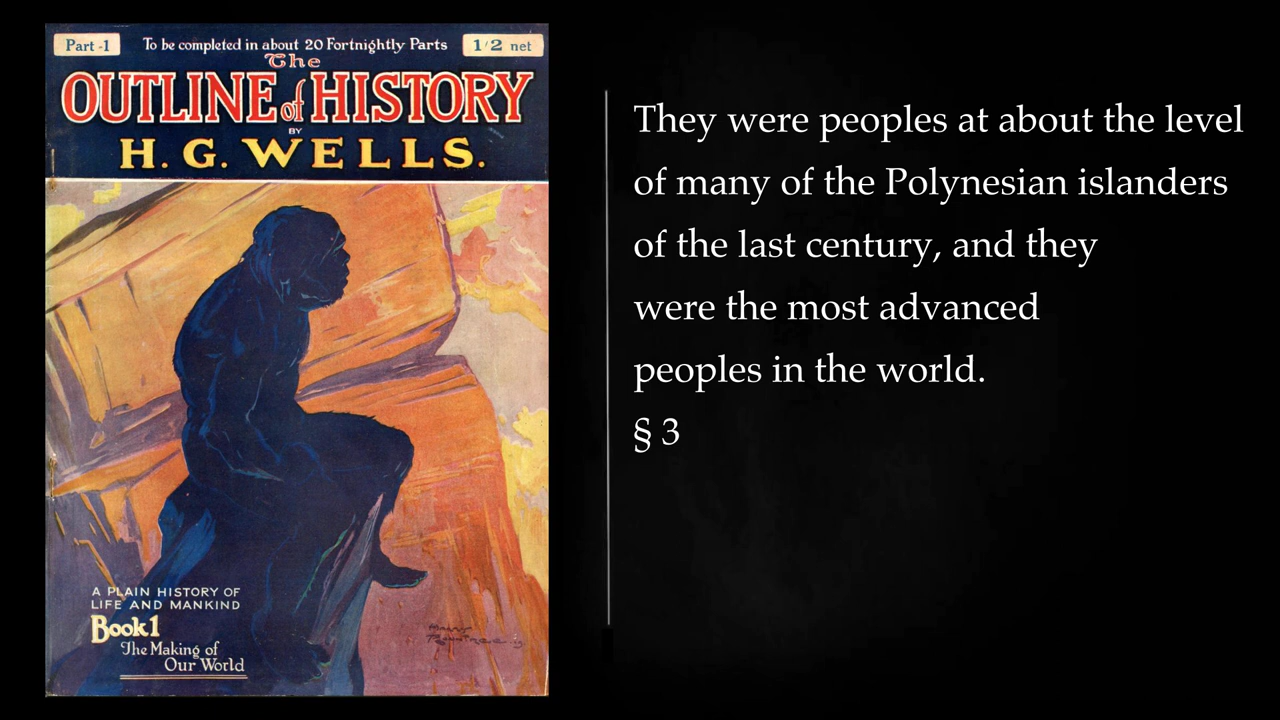 Part -1
To be completed in about 20 Fortnightly Parts
1/2 net
The
OUTLINE of HISTORY
BY
H. G. WELLS.
A PLAIN HISTORY OF
LIFE AND MANKIND
Book 1
The Making of
Our World
They were peoples at about the level
of many of the Polynesian islanders
of the last century, and they
were the most advanced
peoples in the world.
§ 3